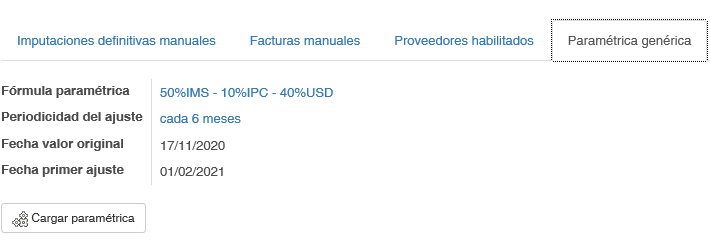 Imputaciones definitivas manuales Facturas manuales Proveedores habilitados Paramétrica genérica
Fórmula paramétrica 50%IMS - 10%IPC - 40%USD
Periodicidad del ajuste cada 6 meses
Fecha valor original 17/11/2020
Fecha primer ajuste 01/02/2021
Cargar paramétrica